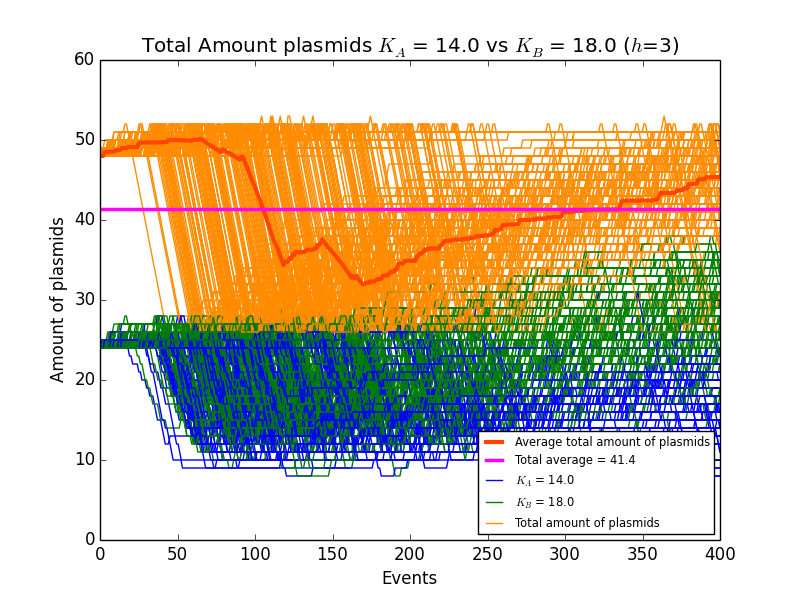 Total Amount plasmids K_A = 14.0 vs K_B = 18.0 (h=3)
60
50
40
30
20
10
0
Amount of plasmids
Average total amount of plasmids
Total average = 41.4
K_A = 14.0
K_B = 18.0
Total amount of plasmids
0 50 100 150 200 250 300 350 400
Events